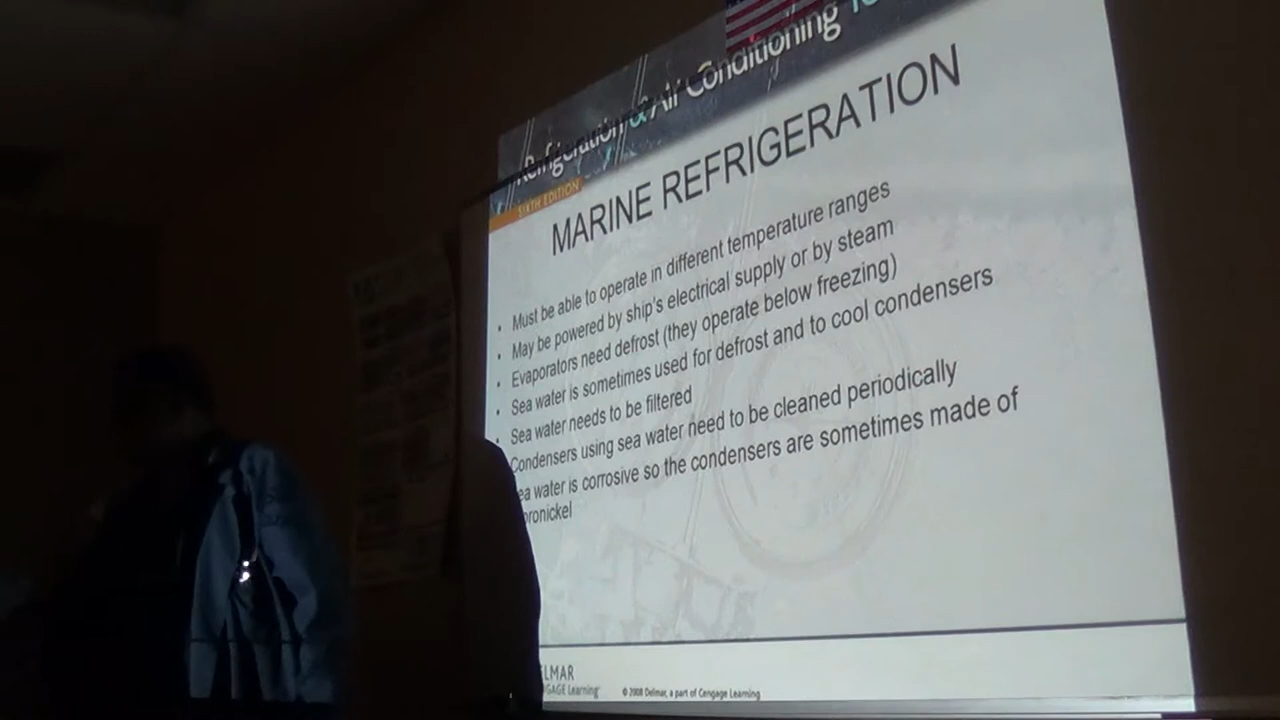 Refrigeration & Air Conditioning
SIXTH EDITION
MARINE REFRIGERATION
• Must be able to operate in different temperature ranges
• May be powered by ship's electrical supply or by steam
• Evaporators need defrost (they operate below freezing)
• Sea water is sometimes used for defrost and to cool condensers
• Sea water needs to be filtered
Condensers using sea water need to be cleaned periodically
ea water is corrosive so the condensers are sometimes made of
pronickel
ELMAR
GAGE Learning
© 2008 Delmar, a part of Cengage Learning